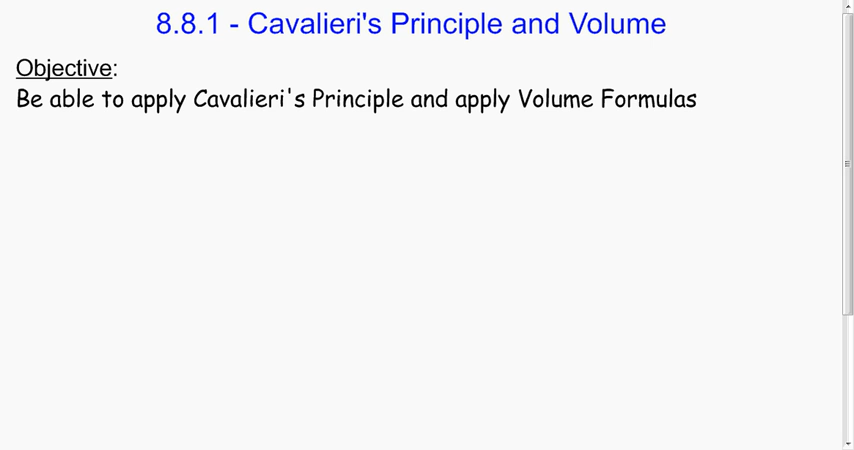 8.8.1 - Cavalieri's Principle and Volume
Objective:
Be able to apply Cavalieri's Principle and apply Volume Formulas